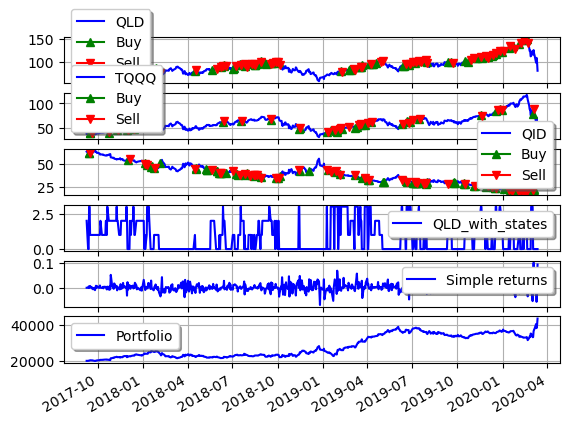 QLD
Buy
Sell
150
100
TQQQ
Buy
Sell
100
50
QID
Buy
Sell
50
25
QLD_with_states
2.5
0.0
Simple returns
0.1
0.0
Portfolio
40000
20000
2017-10
2018-01
2018-04
2018-07
2018-10
2019-01
2019-04
2019-07
2019-10
2020-01
2020-04